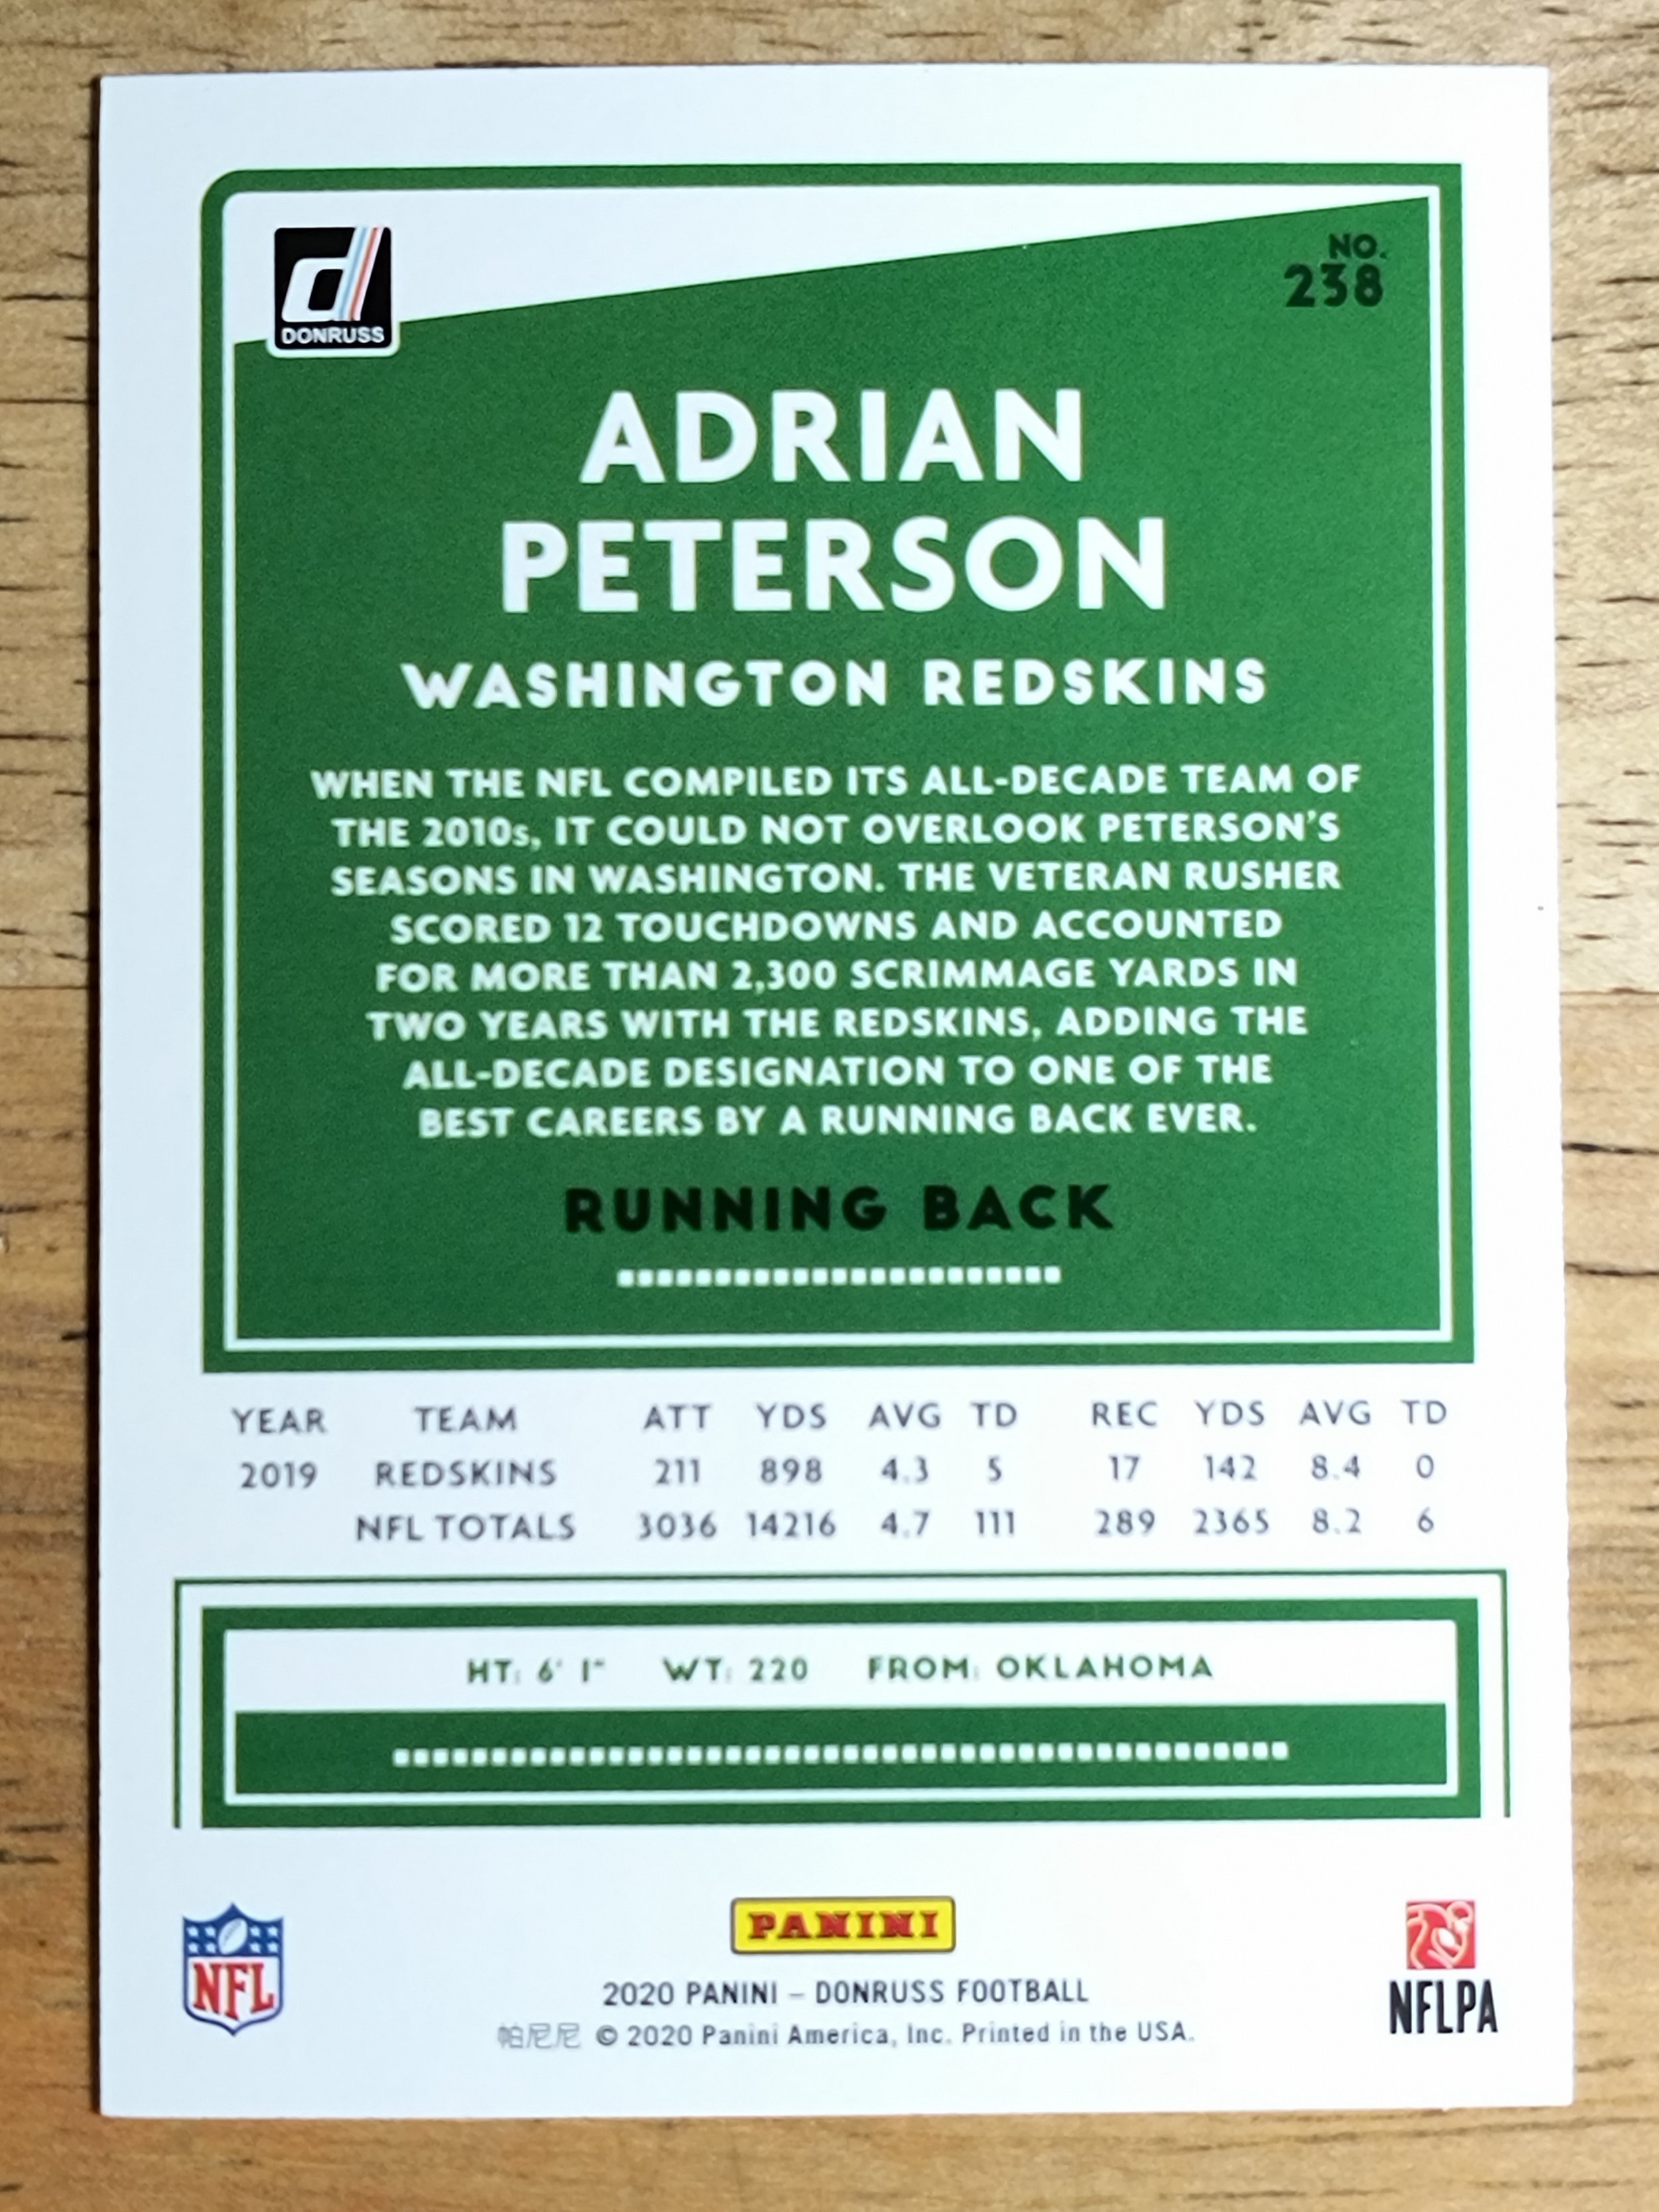 DONRUSS
NO.
238
ADRIAN
PETERSON
WASHINGTON REDSKINS
WHEN THE NFL COMPILED ITS ALL-DECADE TEAM OF
THE 2010s, IT COULD NOT OVERLOOK PETERSON'S
SEASONS IN WASHINGTON. THE VETERAN RUSHER
SCORED 12 TOUCHDOWNS AND ACCOUNTED
FOR MORE THAN 2,300 SCRIMMAGE YARDS IN
TWO YEARS WITH THE REDSKINS, ADDING THE
ALL-DECADE DESIGNATION TO ONE OF THE
BEST CAREERS BY A RUNNING BACK EVER.
RUNNING BACK
YEAR TEAM ATT YDS AVG TD REC YDS AVG TD
2019 REDSKINS 211 898 4.3 5 17 142 8.4 0
NFL TOTALS 3036 14216 4.7 111 289 2365 8.2 6
HT: 6' 1" WT: 220 FROM: OKLAHOMA
PANINI
2020 PANINI – DONRUSS FOOTBALL
帕尼尼 © 2020 Panini America, Inc. Printed in the USA.
NFL
NFLPA